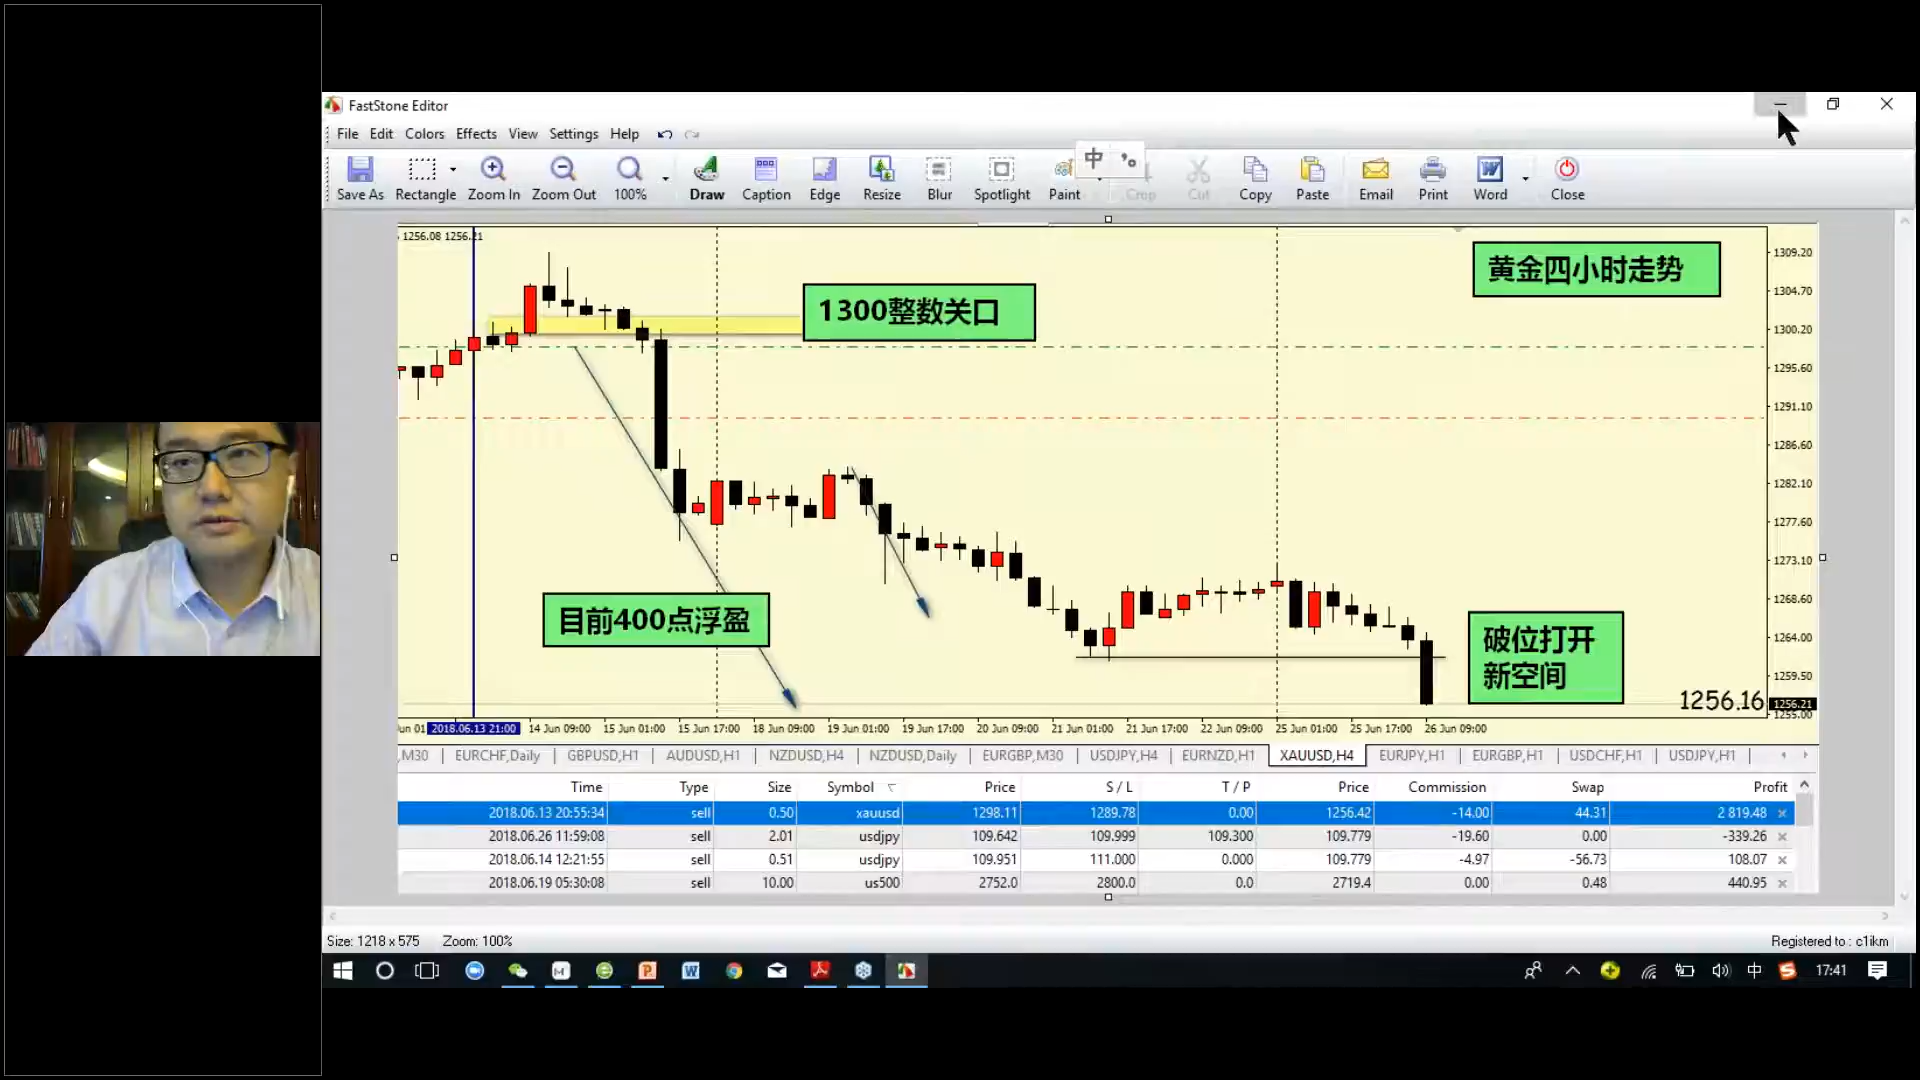 FastStone Editor
File Edit Colors Effects View Settings Help
中 °,
Save As Rectangle Zoom In Zoom Out 100% Draw Caption Edge Resize Blur Spotlight Paint Crop Cut Copy Paste Email Print Word Close
1256.08 1256.21
黄金四小时走势
1300整数关口
目前400点浮盈
破位打开
新空间
1256.16
1309.20
1304.70
1300.20
1295.60
1291.10
1286.60
1282.10
1277.60
1273.10
1268.60
1264.00
1259.50
1256.21
1255.00
un 01 2018.06.13 21:00 14 Jun 09:00 15 Jun 01:00 15 Jun 17:00 18 Jun 09:00 19 Jun 01:00 19 Jun 17:00 20 Jun 09:00 21 Jun 01:00 21 Jun 17:00 22 Jun 09:00 25 Jun 01:00 25 Jun 17:00 26 Jun 09:00
,M30 EURCHF,Daily GBPUSD,H1 AUDUSD,H1 NZDUSD,H4 NZDUSD,Daily EURGBP,M30 USDJPY,H4 EURNZD,H1 XAUUSD,H4 EURJPY,H1 EURGBP,H1 USDCHF,H1 USDJPY,H1
Time Type Size Symbol Price S / L T / P Price Commission Swap Profit
2018.06.13 20:55:34 sell 0.50 xauusd 1298.11 1289.78 0.00 1256.42 -14.00 44.31 2 819.48
2018.06.26 11:59:08 sell 2.01 usdjpy 109.642 109.999 109.300 109.779 -19.60 0.00 -339.26
2018.06.14 12:21:55 sell 0.51 usdjpy 109.951 111.000 0.000 109.779 -4.97 -56.73 108.07
2018.06.19 05:30:08 sell 10.00 us500 2752.0 2800.0 0.0 2719.4 0.00 0.48 440.95
Size: 1218 x 575 Zoom: 100% Registered to : c1ikm
中 17:41